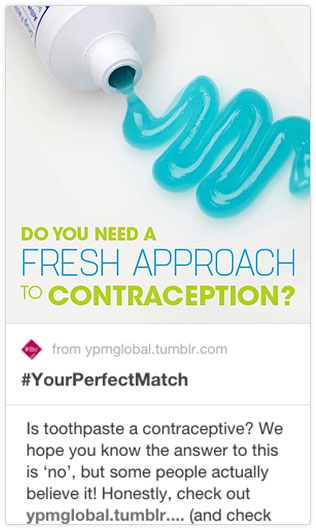 DO YOU NEED A
FRESH APPROACH
TO CONTRACEPTION?
from ypmglobal.tumblr.com
#YourPerfectMatch
Is toothpaste a contraceptive? We
hope you know the answer to this
is ‘no’, but some people actually
believe it! Honestly, check out
ypmglobal.tumblr.... (and check